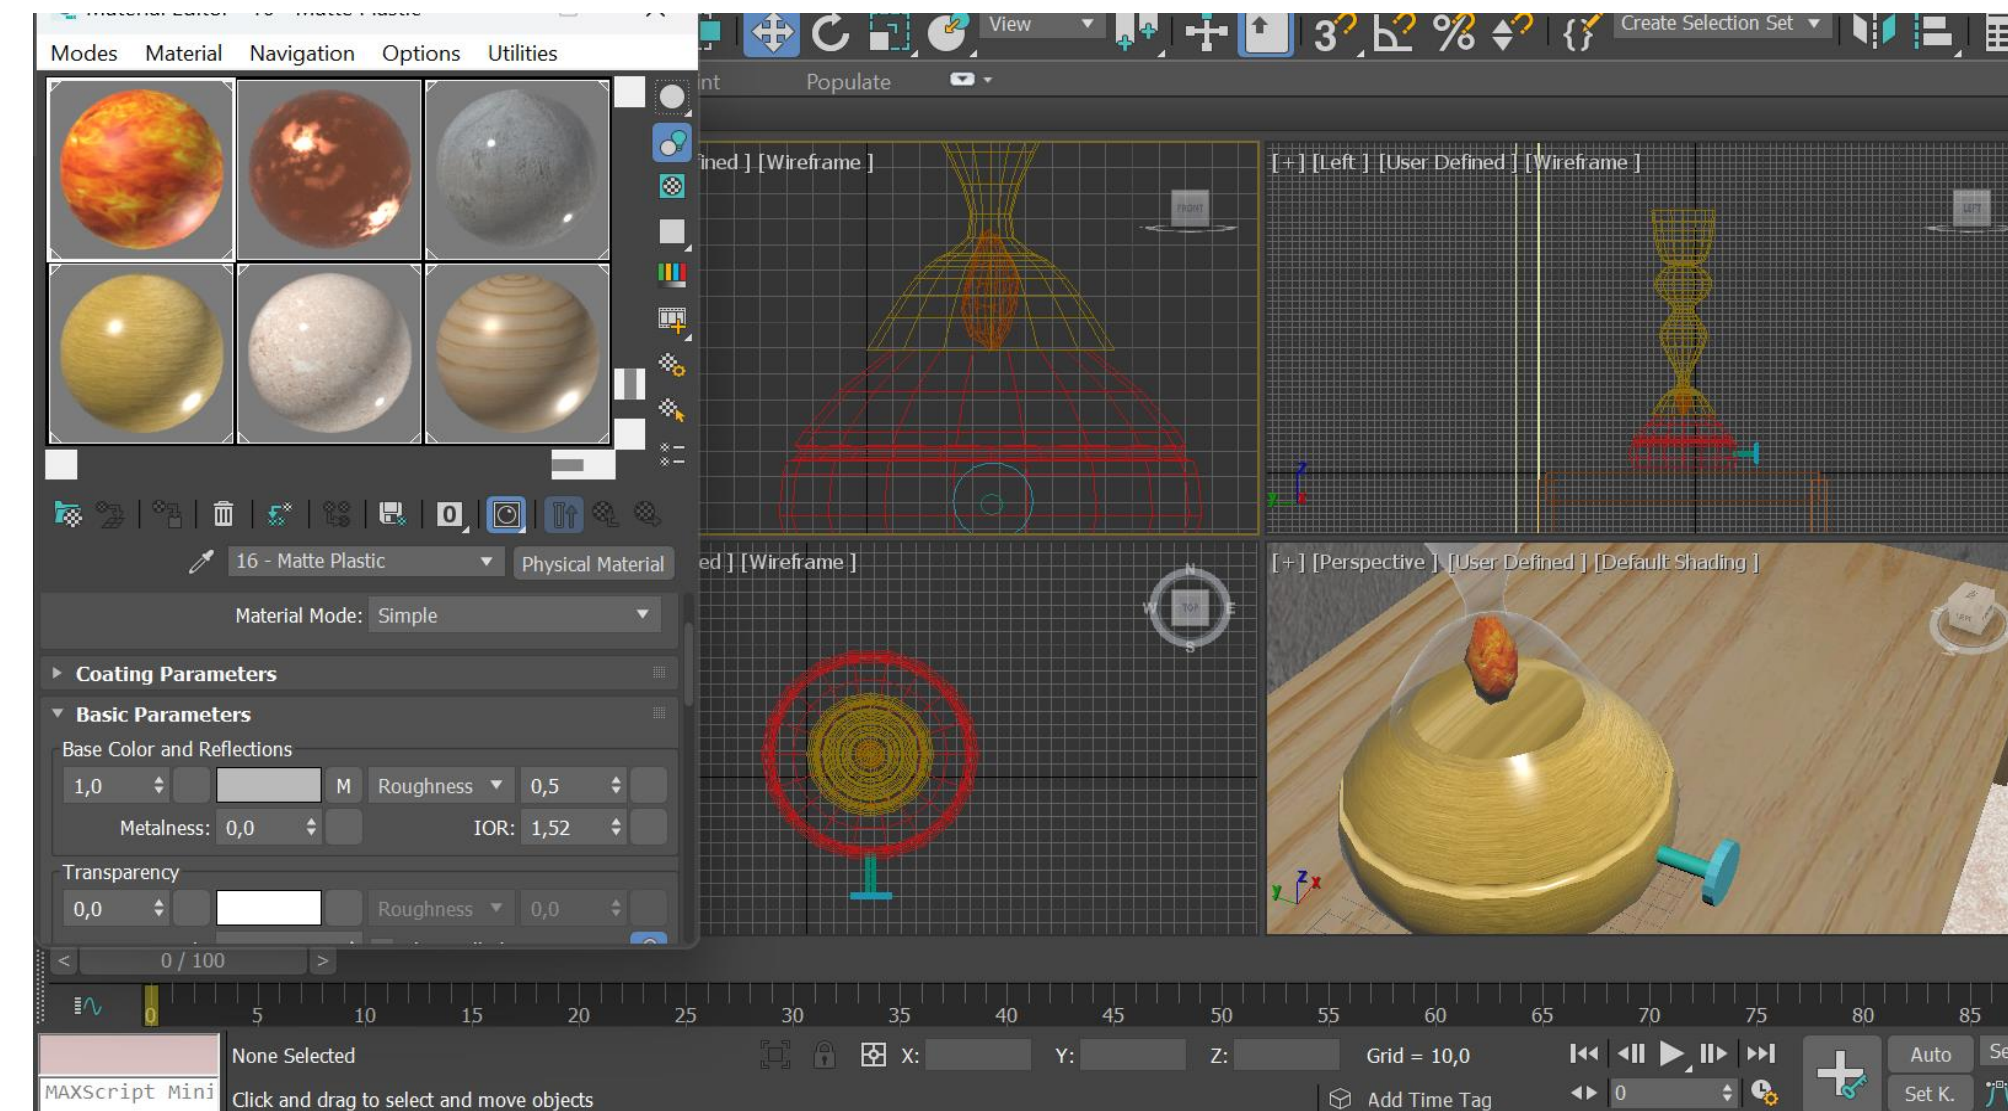 Modes Material Navigation Options Utilities
View
3
%
Create Selection Set
Populate
[Wireframe ]
FRONT
[+] [Left ] [User Defined ] [Wireframe ]
LEFT
z
y
0
16 - Matte Plastic
Physical Material
[Wireframe ]
N
W
TOP
E
S
[+] [Perspective ] [User Defined ] [Default Shading ]
Material Mode: Simple
Coating Parameters
Basic Parameters
Base Color and Reflections
1,0
M
Roughness
0,5
Metalness: 0,0
IOR: 1,52
Transparency
0,0
Roughness
0,0
y z x
< 0 / 100 >
0 5 10 15 20 25 30 35 40 45 50 55 60 65 70 75 80 85
None Selected
X:
Y:
Z:
Grid = 10,0
Auto
MAXScript Mini
Click and drag to select and move objects
Add Time Tag
0
Set K.